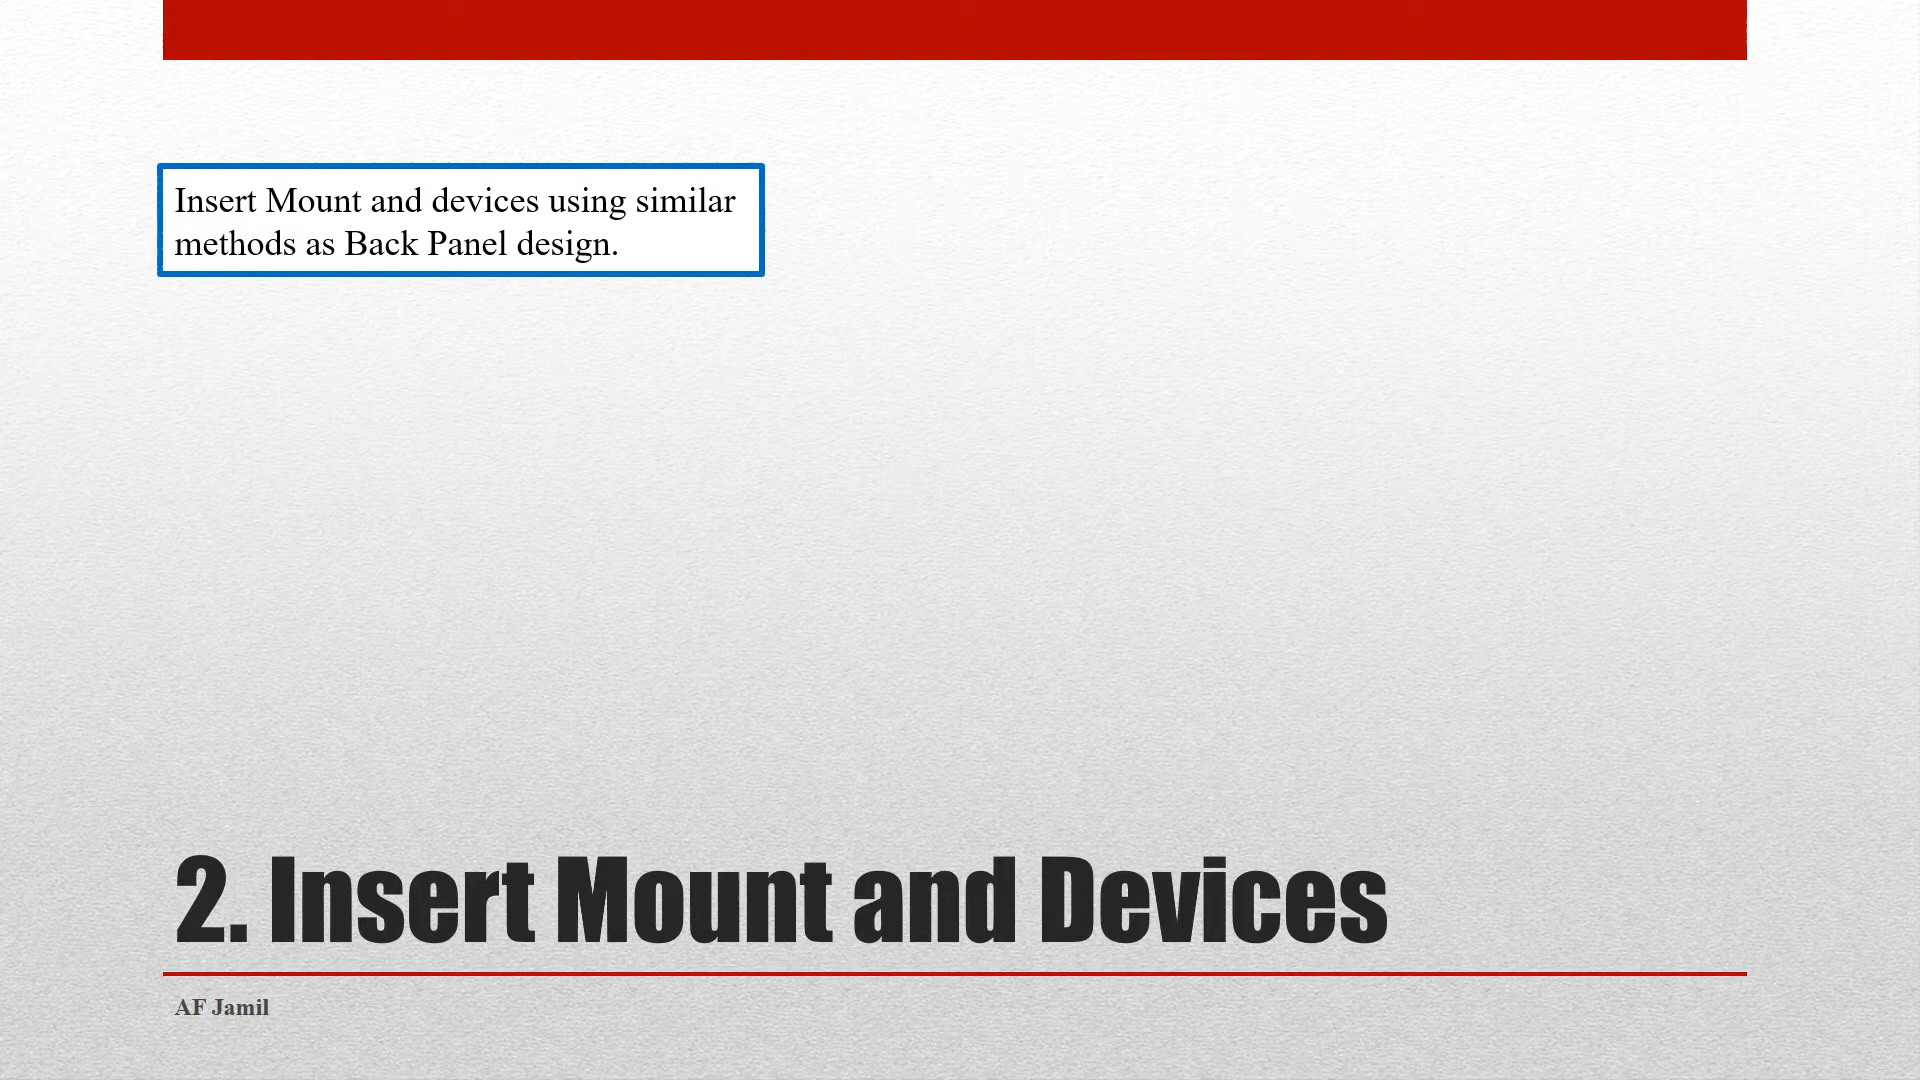 Insert Mount and devices using similar
methods as Back Panel design.
2. Insert Mount and Devices
AF Jamil